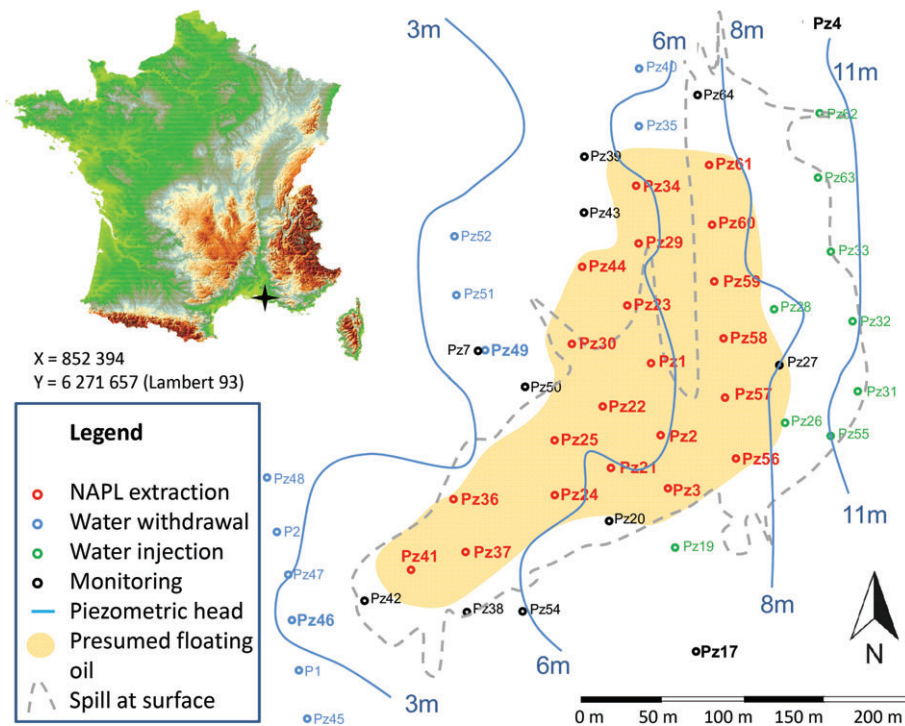 3m
6m
8m
Pz4
11m
Pz40
Pz64
Pz62
Pz35
Pz39
Pz61
Pz63
Pz34
Pz43
Pz60
Pz52
Pz29
Pz33
Pz44
Pz59
Pz51
Pz23
Pz28
Pz32
Pz30
Pz58
Pz7
Pz49
Pz1
Pz27
X = 852 394
Y = 6 271 657 (Lambert 93)
Pz50
Pz31
Pz57
Pz22
Pz26
Pz55
Pz25
Pz2
Pz56
Pz21
Pz48
Pz36
Pz24
Pz3
11m
Pz20
P2
Pz19
Pz37
Pz41
Pz47
Pz42
8m
Pz38
Pz54
Pz46
Pz17
6m
P1
3m
Pz45
Legend
NAPL extraction
Water withdrawal
Water injection
Monitoring
Piezometric head
Presumed floating
oil
Spill at surface
N
0 m 50 m 100 m 150 m 200 m